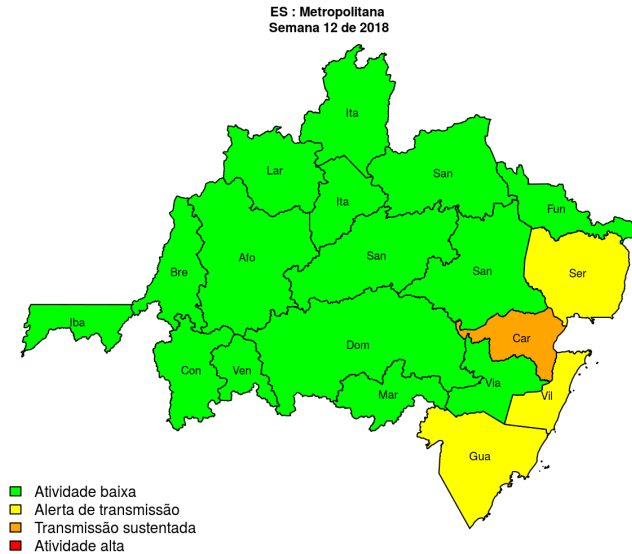 ES : Metropolitana
Semana 12 de 2018
Ita
Lar
San
Ita
Fun
Afo
San
San
Bre
Ser
Iba
Car
Dom
Con
Ven
Via
Mar
Vil
Gua
Atividade baixa
Alerta de transmissão
Transmissão sustentada
Atividade alta